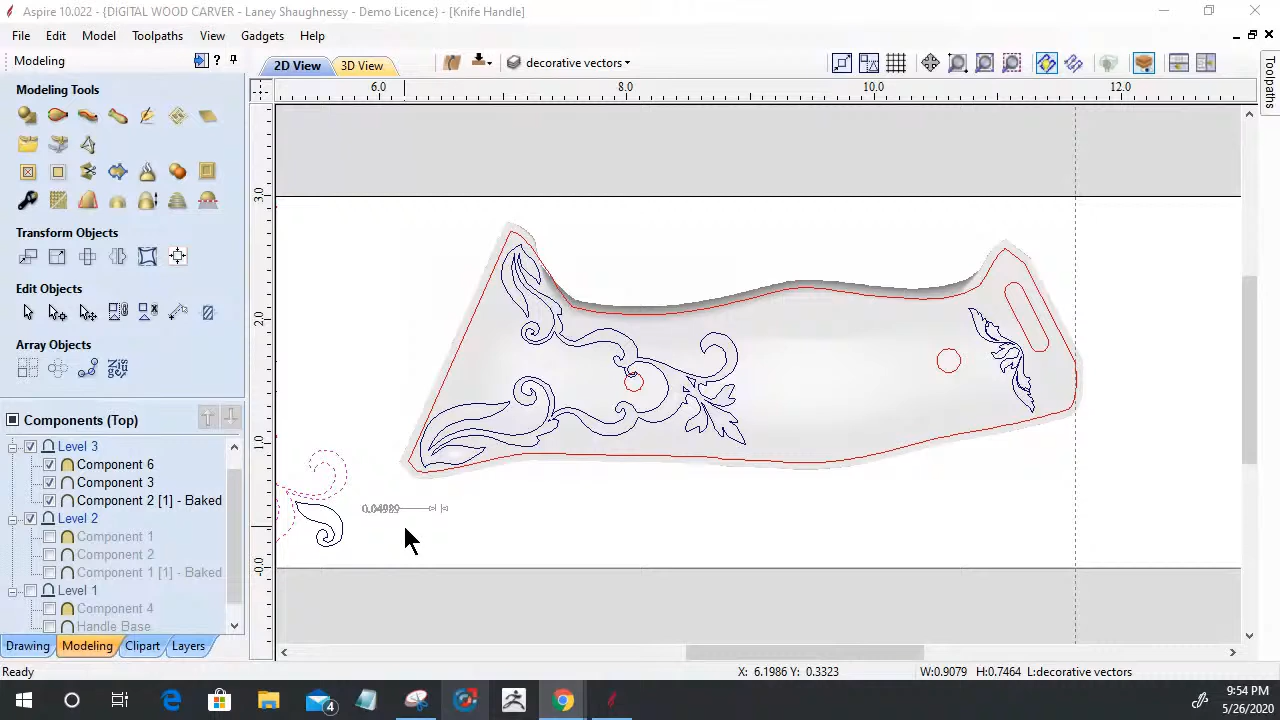 Aspire 10.022 - {DIGITAL WOOD CARVER - Laney Shaughnessy - Demo Licence} - [Knife Handle]
File Edit Model Toolpaths View Gadgets Help
Modeling
2D View 3D View decorative vectors
Toolpaths
6.0 8.0 10.0 12.0
Modeling Tools
3.0
Transform Objects
Edit Objects
2.0
Array Objects
Components (Top)
1.0
Level 3
Component 6
Component 3
Component 2 [1] - Baked
0.04989
Level 2
Component 1
Component 2
-0.0
Component 1 [1] - Baked
Level 1
Component 4
Handle Base
Drawing Modeling Clipart Layers
Ready
X: 6.1986 Y: 0.3323
W:0.9079 H:0.7464 L:decorative vectors
4
9:54 PM
5/26/2020